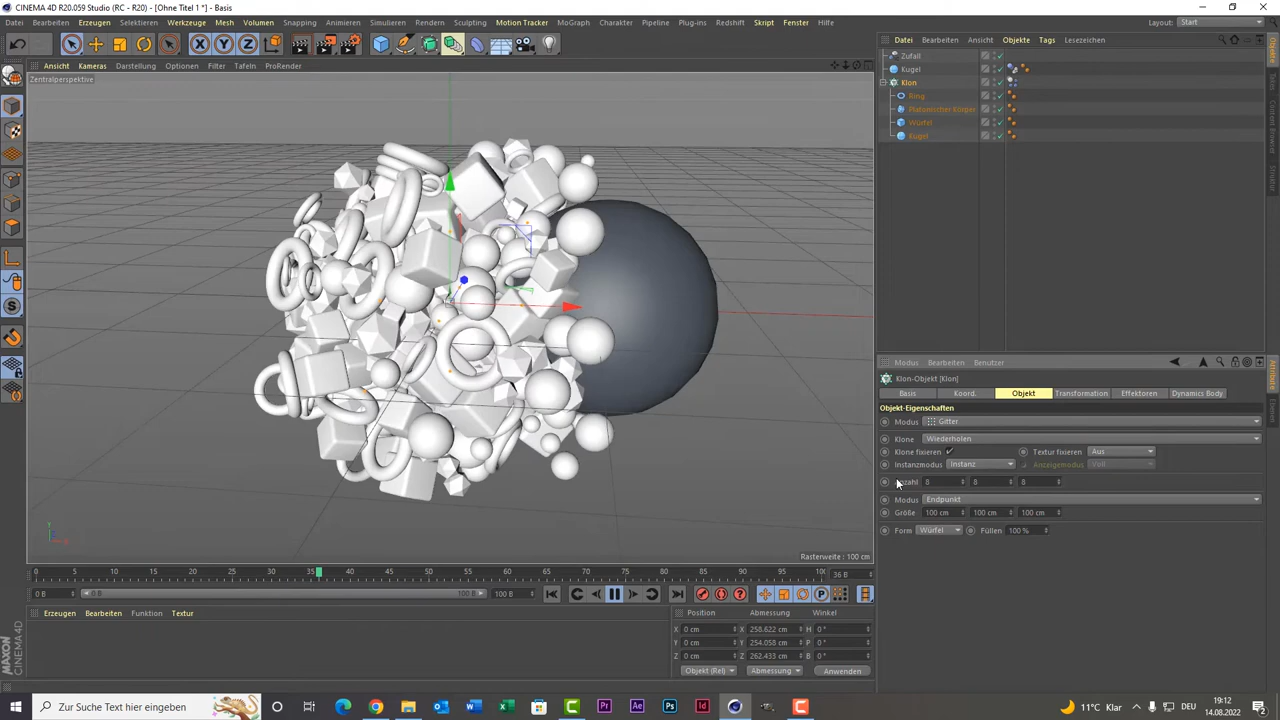 CINEMA 4D R20.059 Studio (RC - R20) - [Ohne Titel 1 *] - Basis
Datei Bearbeiten Erzeugen Selektieren Werkzeuge Mesh Volumen Snapping Animieren Simulieren Rendern Sculpting Motion Tracker MoGraph Charakter Pipeline Plug-ins Redshift Skript Fenster Hilfe Layout: Start
Datei Bearbeiten Ansicht Objekte Tags Lesezeichen
Ansicht Kameras Darstellung Optionen Filter Tafeln ProRender
Zentralperspektive
Zufall
Kugel
Klon
Ring
Platonischer Körper
Würfel
Kugel
Objekte
Content Browser
Modus Bearbeiten Benutzer
Attribute
Klon-Objekt [Klon]
Basis Koord. Objekt Transformation Effektoren Dynamics Body
Objekt-Eigenschaften
Modus Gitter
Klone Wiederholen
Klone fixieren Textur fixieren Aus
Instanzmodus Instanz Anzeigemodus Voll
8 8 8
Modus Endpunkt
Größe 100 cm 100 cm 100 cm
Form Würfel Füllen 100 %
Y
X
Rasterweite : 100 cm
0 5 10 15 20 25 30 35 40 45 50 55 60 65 70 75 80 85 90 95 100 36 B
0 B 0 B 100 B 100 B
Erzeugen Bearbeiten Funktion Textur
Position Abmessung Winkel
X 0 cm X 258.622 cm H 0 °
Y 0 cm Y 254.058 cm P 0 °
Z 0 cm Z 262.433 cm B 0 °
Objekt (Rel) Abmessung Anwenden
MAXON CINEMA 4D
Zur Suche Text hier eingeben
11°C Klar DEU
19:12
14.08.2022